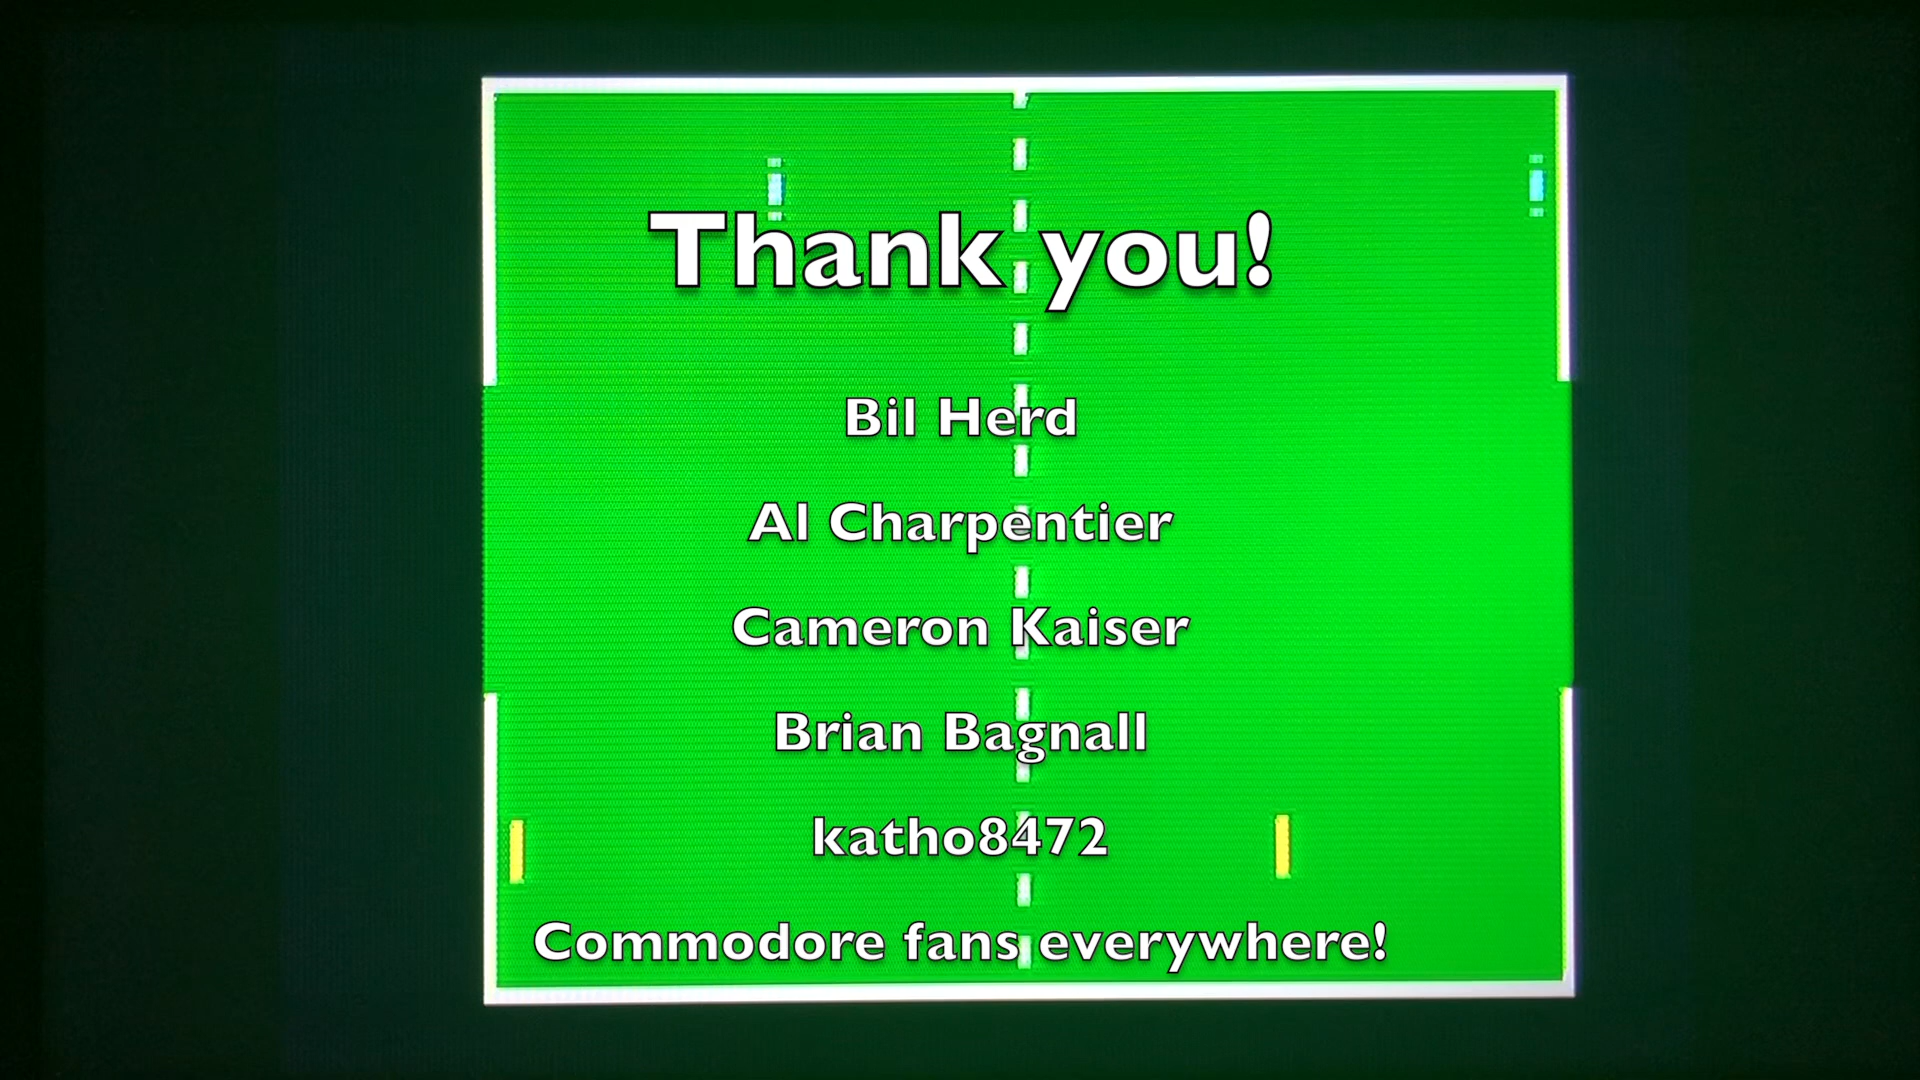 Thank you!
Bil Herd
Al Charpentier
Cameron Kaiser
Brian Bagnall
katho8472
Commodore fans everywhere!